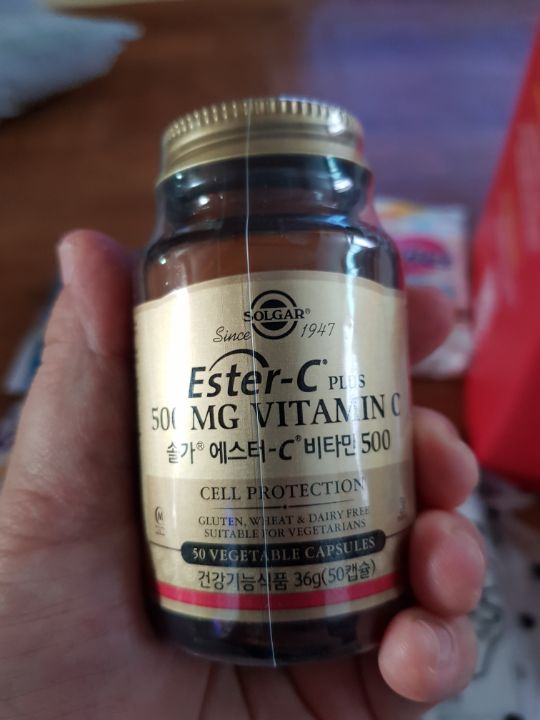 SOLGAR®
Since 1947
Ester-C® PLUS
500 MG VITAMIN C
솔가® 에스터-C® 비타민 500
CELL PROTECTION
GLUTEN, WHEAT & DAIRY FREE
SUITABLE FOR VEGETARIANS
50 VEGETABLE CAPSULES
건강기능식품 36g(50캡슐)